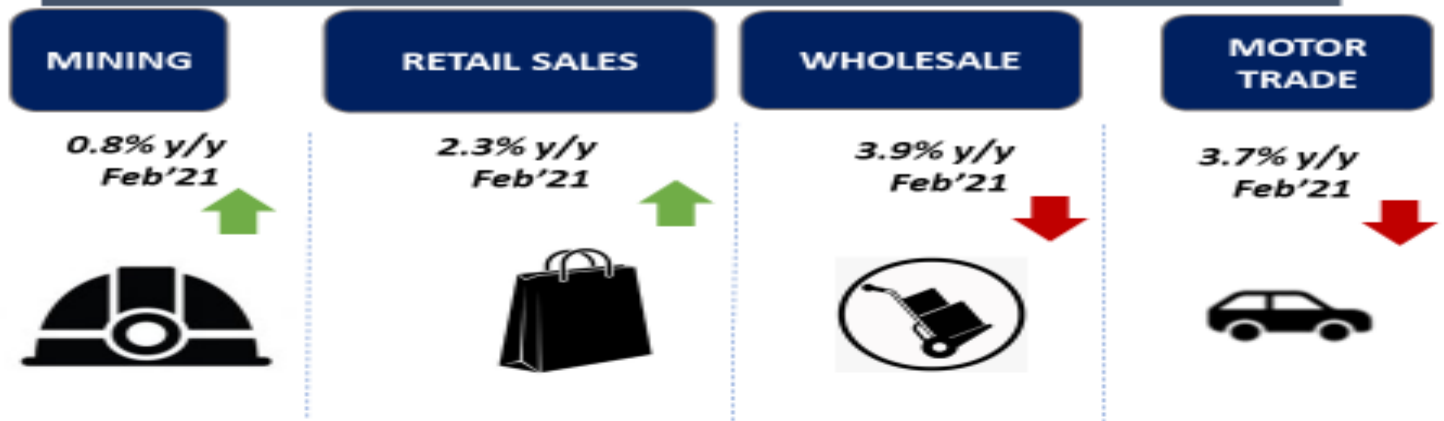 MINING
0.8% y/y
Feb’21
RETAIL SALES
2.3% y/y
Feb’21
WHOLESALE
3.9% y/y
Feb’21
MOTOR
TRADE
3.7% y/y
Feb’21